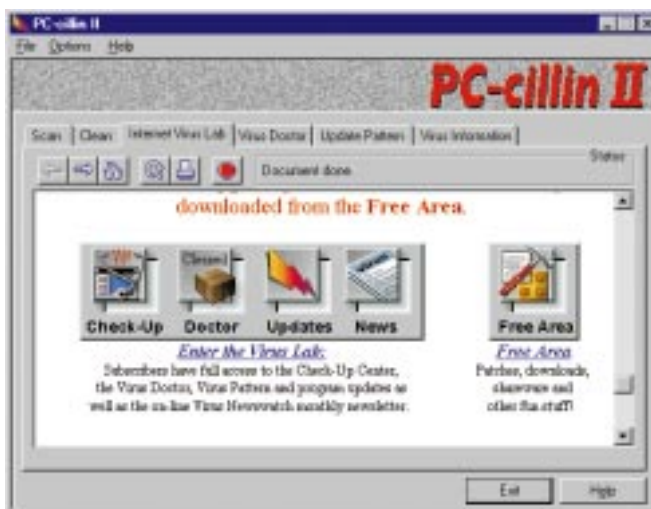 PC-cillin II
File Options Help
PC-cillin II
Scan Clean Internet Virus Lab Virus Doctor Update Pattern Virus Information
Status
Document done
downloaded from the Free Area.
Check-Up Doctor Updates News Free Area
Enter the Virus Lab:
Subscribers have full access to the Check-Up Center,
the Virus Doctor, Virus Pattern and program updates as
well as the on-line Virus Newswatch monthly newsletter.
Free Area
Patches, downloads,
shareware and
other fun stuff!
Exit Help